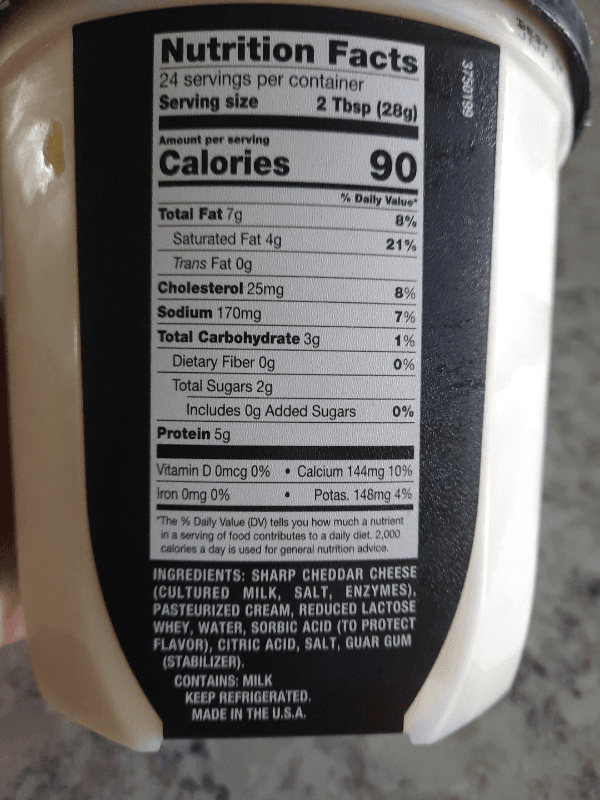 Nutrition Facts
24 servings per container
Serving size 2 Tbsp (28g)
Amount per serving
Calories 90
% Daily Value*
Total Fat 7g 8%
Saturated Fat 4g 21%
Trans Fat 0g
Cholesterol 25mg 8%
Sodium 170mg 7%
Total Carbohydrate 3g 1%
Dietary Fiber 0g 0%
Total Sugars 2g
Includes 0g Added Sugars 0%
Protein 5g
Vitamin D 0mcg 0% • Calcium 144mg 10%
Iron 0mg 0% • Potas. 148mg 4%
*The % Daily Value (DV) tells you how much a nutrient
in a serving of food contributes to a daily diet. 2,000
calories a day is used for general nutrition advice.
INGREDIENTS: SHARP CHEDDAR CHEESE
(CULTURED MILK, SALT, ENZYMES),
PASTEURIZED CREAM, REDUCED LACTOSE
WHEY, WATER, SORBIC ACID (TO PROTECT
FLAVOR), CITRIC ACID, SALT, GUAR GUM
(STABILIZER).
CONTAINS: MILK
KEEP REFRIGERATED.
MADE IN THE U.S.A.
3750199